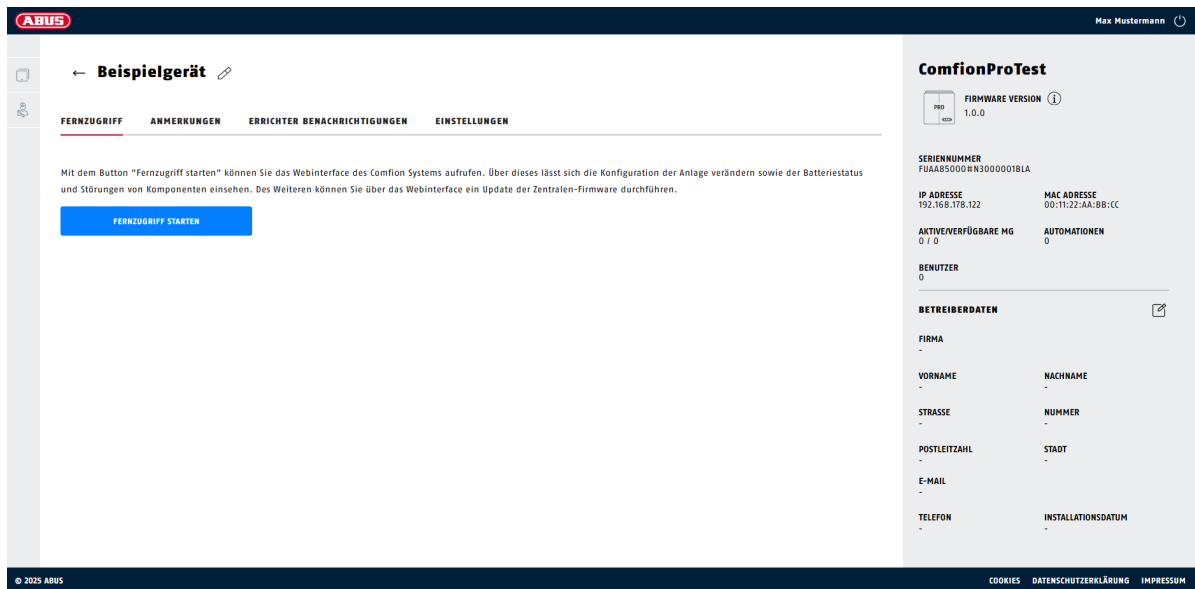 ABUS
Max Mustermann
← Beispielgerät
FERNZUGRIFF ANMERKUNGEN ERRICHTER BENACHRICHTIGUNGEN EINSTELLUNGEN
Mit dem Button "Fernzugriff starten" können Sie das Webinterface des Comfion Systems aufrufen. Über dieses lässt sich die Konfiguration der Anlage verändern sowie der Batteriestatus
und Störungen von Komponenten einsehen. Des Weiteren können Sie über das Webinterface ein Update der Zentralen-Firmware durchführen.
FERNZUGRIFF STARTEN
ComfionProTest
PRO
FIRMWARE VERSION
1.0.0
SERIENNUMMER
FUAA85000#N3000001BLA
IP ADRESSE MAC ADRESSE
192.168.178.122 00:11:22:AA:BB:CC
AKTIVE/VERFÜGBARE MG AUTOMATIONEN
0 / 0 0
BENUTZER
0
BETREIBERDATEN
FIRMA
-
VORNAME NACHNAME
- -
STRASSE NUMMER
- -
POSTLEITZAHL STADT
- -
E-MAIL
-
TELEFON INSTALLATIONSDATUM
- -
© 2025 ABUS
COOKIES DATENSCHUTZERKLÄRUNG IMPRESSUM